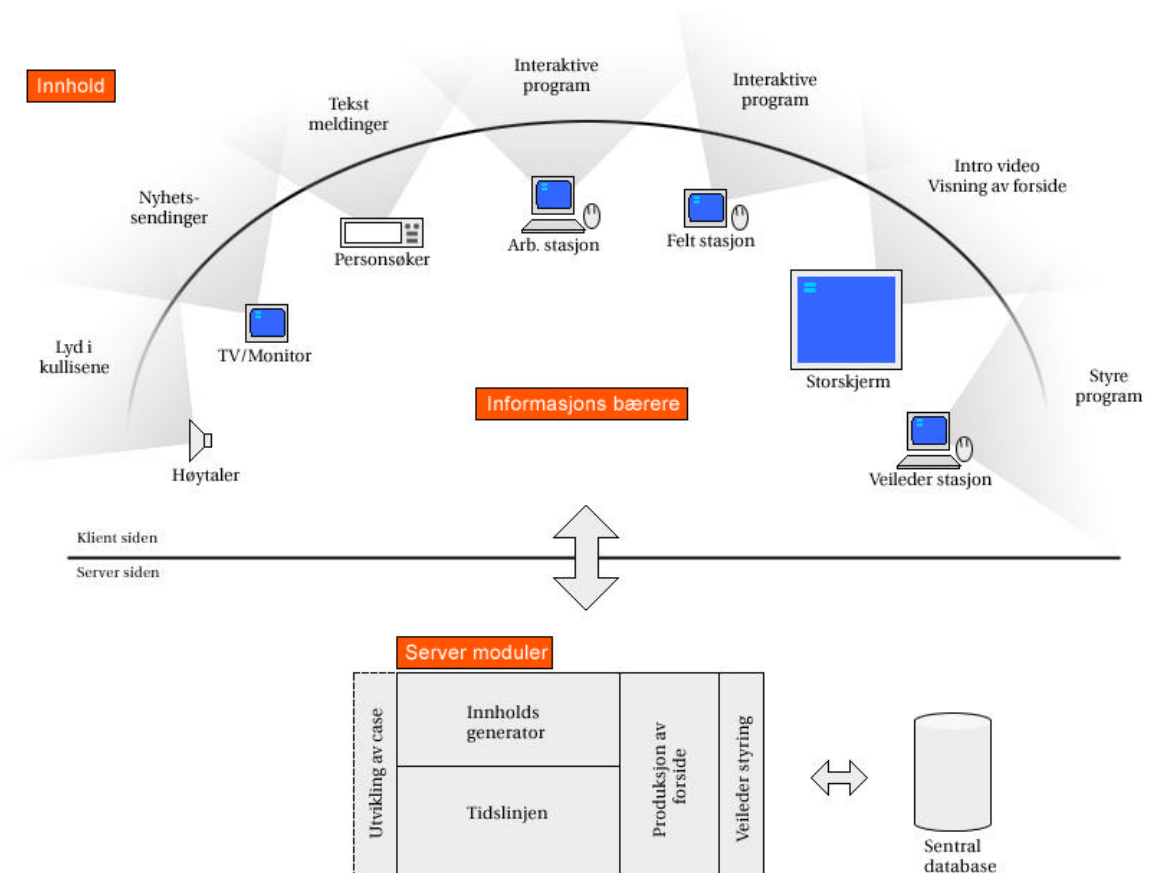 Innhold
Interaktive
program
Interaktive
program
Tekst
meldinger
Intro video
Visning av forside
Nyhets-
sendinger
Personsøker
Arb. stasjon
Felt stasjon
Lyd i
kullisene
TV/Monitor
Storskjerm
Styre
program
Informasjons bærere
Høytaler
Veileder stasjon
Klient siden
Server siden
Server moduler
Utvikling av case
Innholds
generator
Tidslinjen
Produksjon av
forside
Veileder styring
Sentral
database